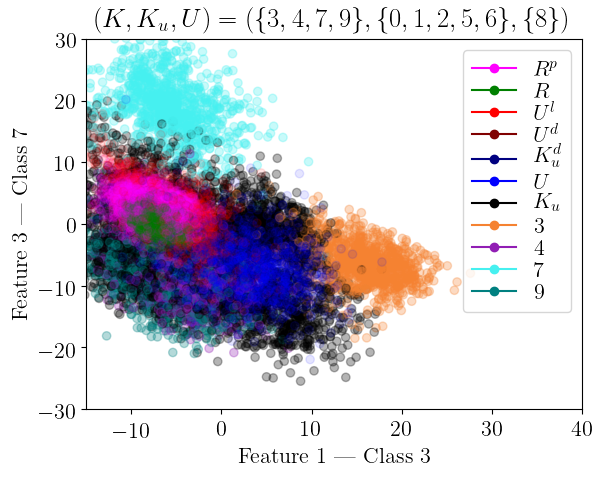 (K, K_u, U) = ({3, 4, 7, 9}, {0, 1, 2, 5, 6}, {8})
30
20
10
0
−10
−20
−30
Feature 3 — Class 7
R^p
R
U^l
U^d
K_u^d
U
K_u
3
4
7
9
−10 0 10 20 30 40
Feature 1 — Class 3